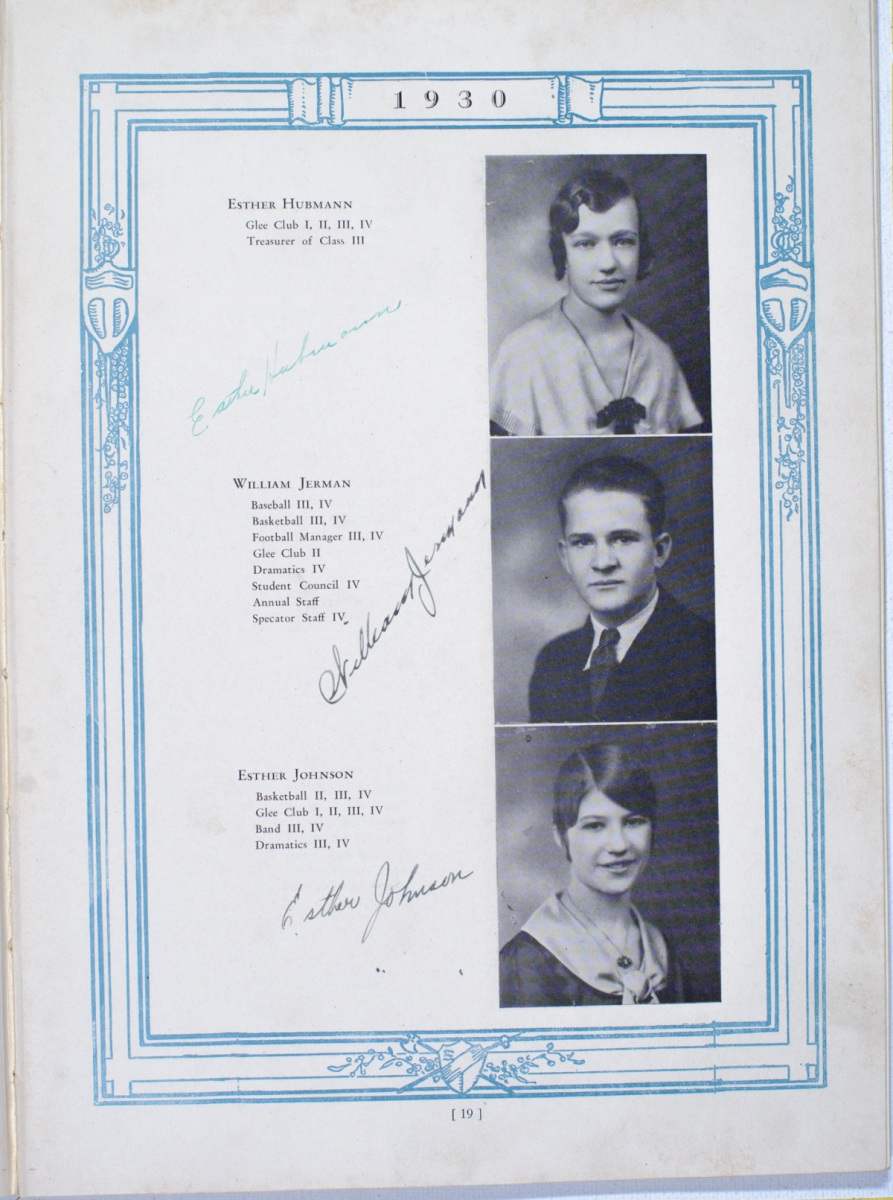 1930
ESTHER HUBMANN
Glee Club I, II, III, IV
Treasurer of Class III
Esther Hubmann
WILLIAM JERMAN
Baseball III, IV
Basketball III, IV
Football Manager III, IV
Glee Club II
Dramatics IV
Student Council IV
Annual Staff
Specator Staff IV
William Jermann
ESTHER JOHNSON
Basketball II, III, IV
Glee Club I, II, III, IV
Band III, IV
Dramatics III, IV
Esther Johnson
[ 19 ]